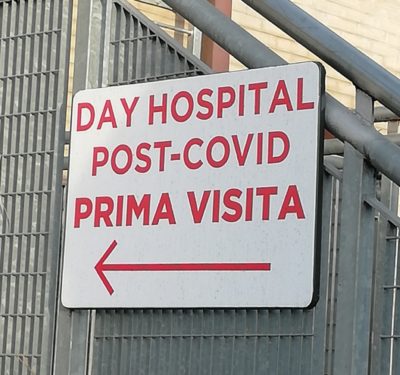 DAY HOSPITAL
POST-COVID
PRIMA VISITA